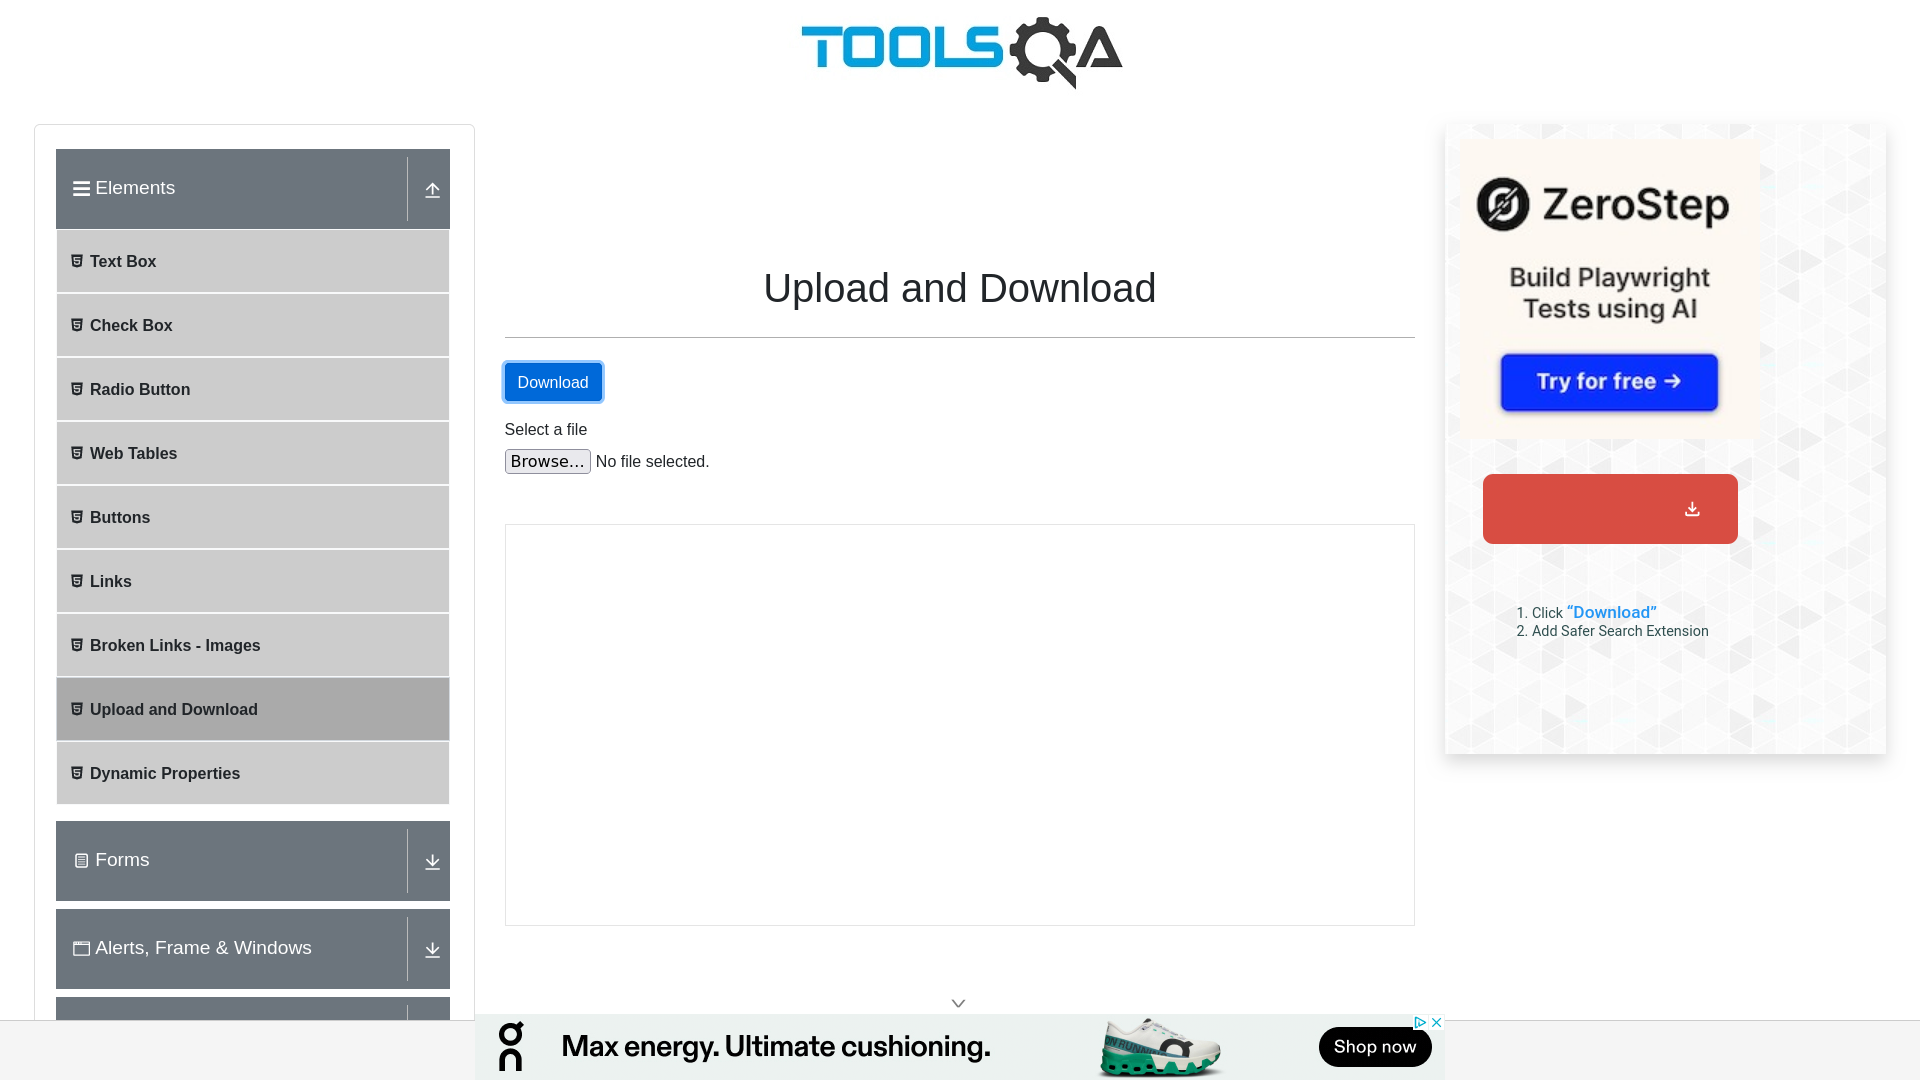 TOOLSQA
Elements
Text Box
Check Box
Radio Button
Web Tables
Buttons
Links
Broken Links - Images
Upload and Download
Dynamic Properties
Forms
Alerts, Frame & Windows
Upload and Download
Download
Select a file
Browse... No file selected.
ZeroStep
Build Playwright
Tests using AI
Try for free →
1. Click “Download”
2. Add Safer Search Extension
on
Max energy. Ultimate cushioning.
ON RUNNING
Shop now